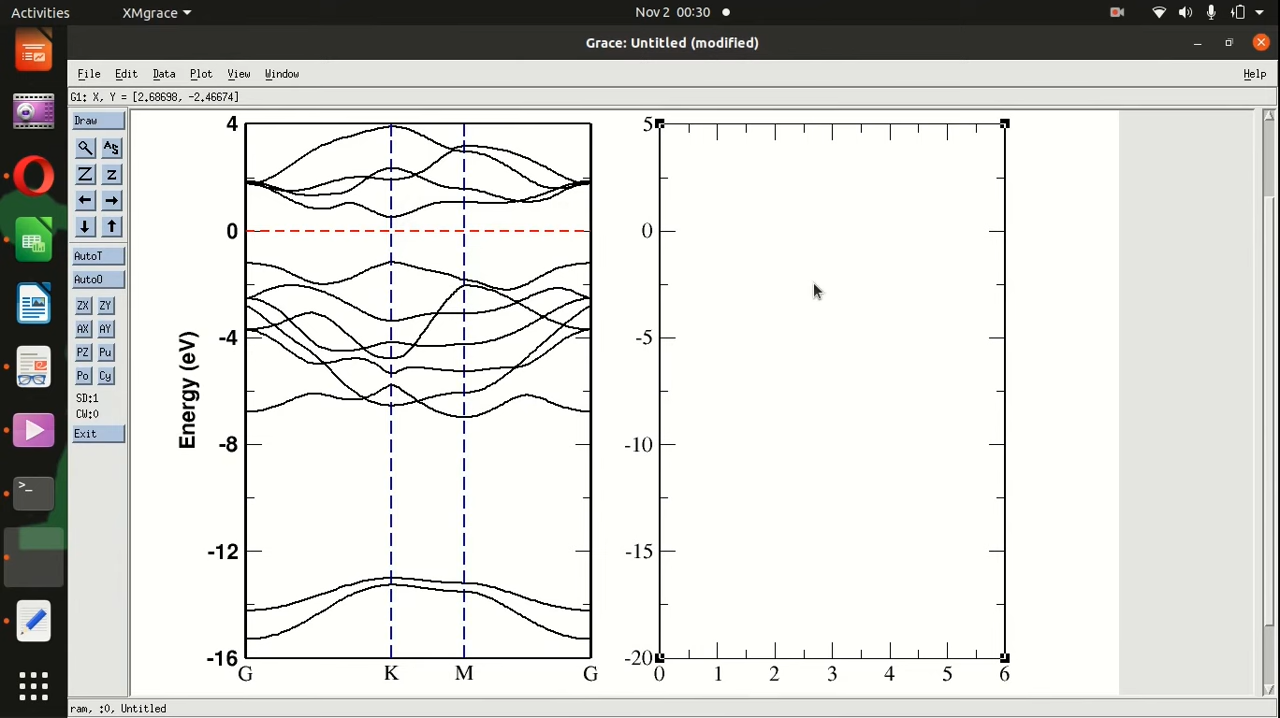 Activities XMgrace Nov 2 00:30
Grace: Untitled (modified)
File Edit Data Plot View Window Help
G1: X, Y = [2.68698, -2.46674]
Draw
AS
Z z
AutoT
AutoO
ZX ZY
AX AY
PZ Pu
Po Cy
SD:1
CW:0
Exit
Energy (eV)
4
0
-4
-8
-12
-16
G K M G
5
0
-5
-10
-15
-20
0 1 2 3 4 5 6
ram, :0, Untitled